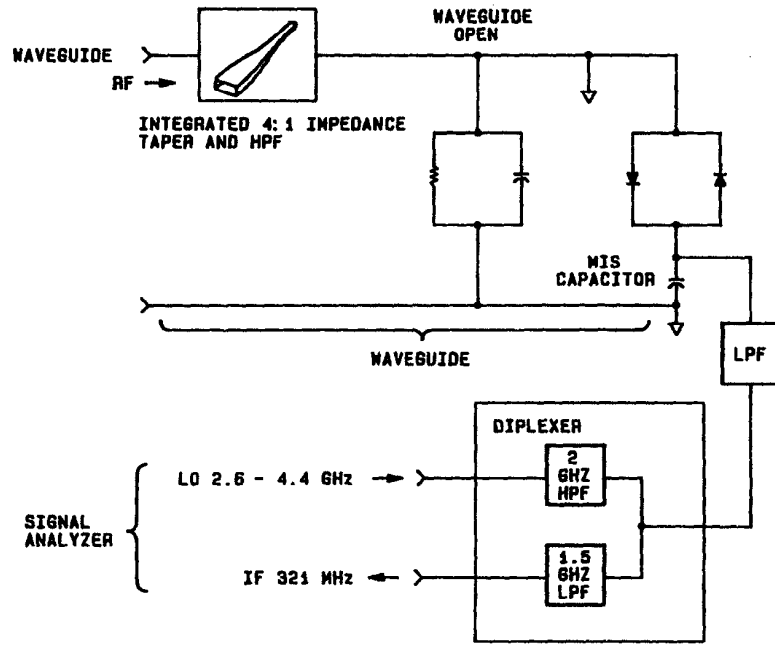 WAVEGUIDE
OPEN
WAVEGUIDE
RF
INTEGRATED 4:1 IMPEDANCE
TAPER AND HPF
MIS
CAPACITOR
WAVEGUIDE
LPF
DIPLEXER
2
GHZ
HPF
LO 2.6 - 4.4 GHz
SIGNAL
ANALYZER
IF 321 MHz
1.5
GHZ
LPF